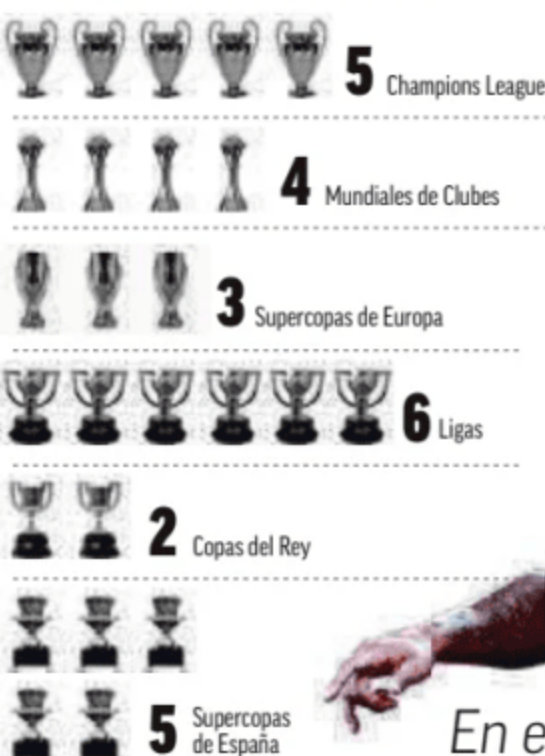 5 Champions League
4 Mundiales de Clubes
3 Supercopas de Europa
6 Ligas
2 Copas del Rey
5 Supercopas
de España
En e